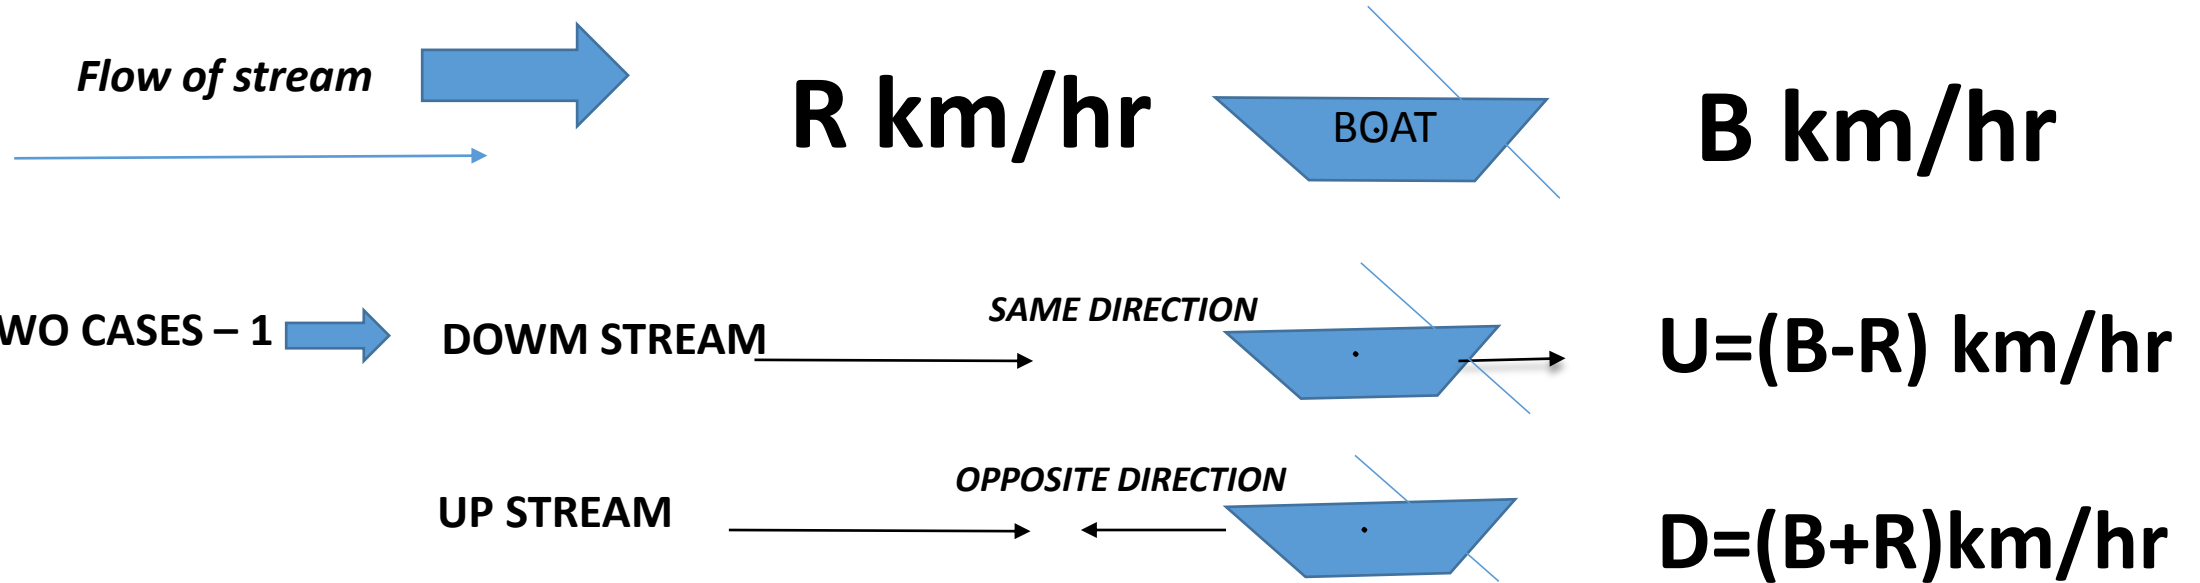 Flow of stream
R km/hr
BOAT
B km/hr
WO CASES – 1
DOWM STREAM
SAME DIRECTION
U=(B-R) km/hr
UP STREAM
OPPOSITE DIRECTION
D=(B+R)km/hr